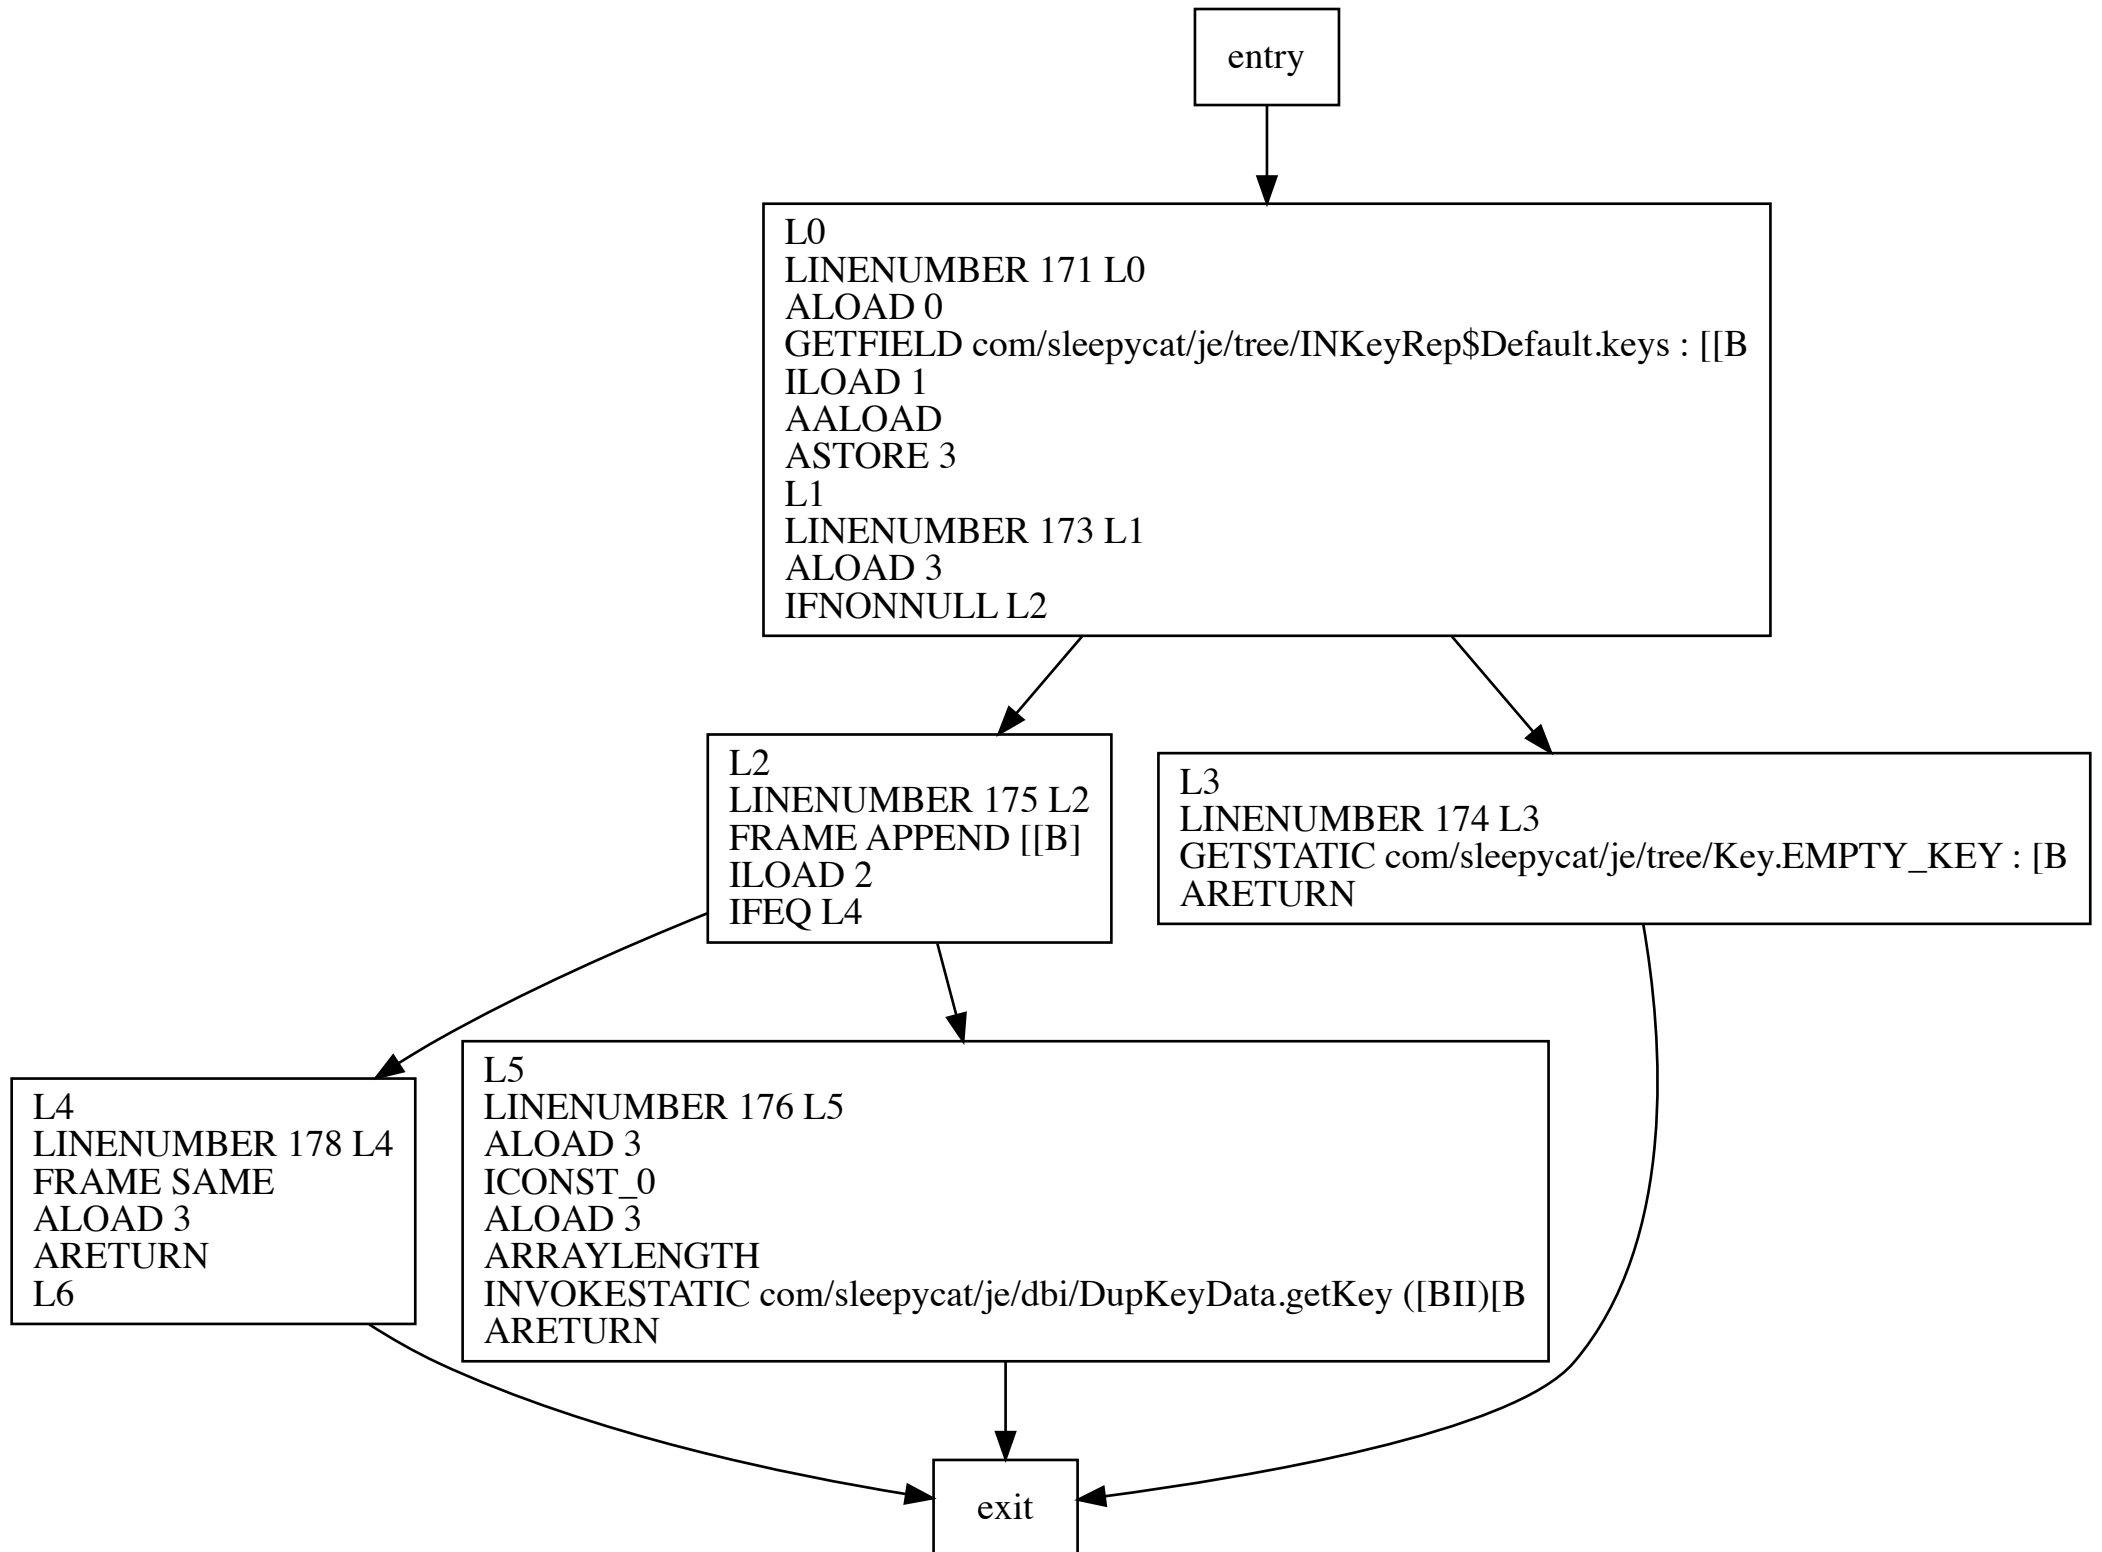 entry
L0
LINENUMBER 171 L0
ALOAD 0
GETFIELD com/sleepycat/je/tree/INKeyRep$Default.keys : [[B
ILOAD 1
AALOAD
ASTORE 3
L1
LINENUMBER 173 L1
ALOAD 3
IFNONNULL L2
L2
LINENUMBER 175 L2
FRAME APPEND [[B]
ILOAD 2
IFEQ L4
L3
LINENUMBER 174 L3
GETSTATIC com/sleepycat/je/tree/Key.EMPTY_KEY : [B
ARETURN
L4
LINENUMBER 178 L4
FRAME SAME
ALOAD 3
ARETURN
L6
L5
LINENUMBER 176 L5
ALOAD 3
ICONST_0
ALOAD 3
ARRAYLENGTH
INVOKESTATIC com/sleepycat/je/dbi/DupKeyData.getKey ([BII)[B
ARETURN
exit